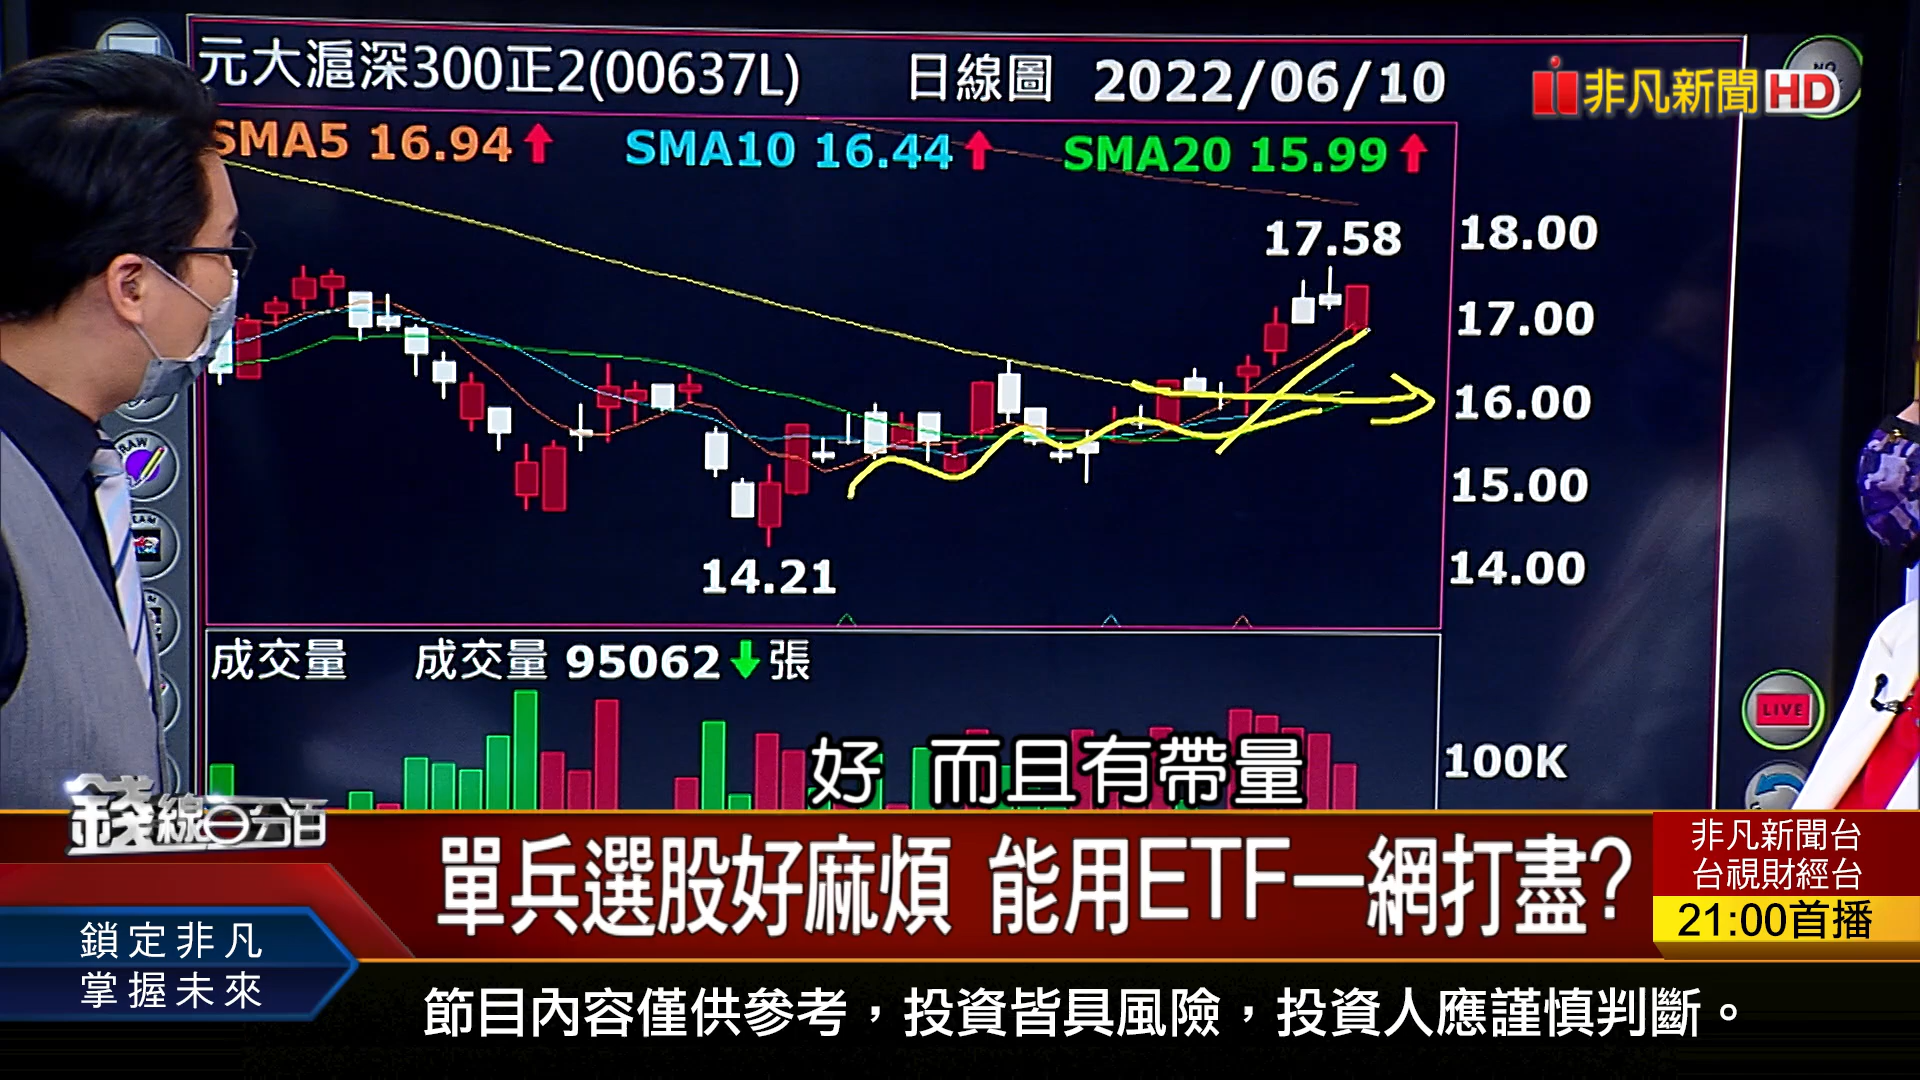 元大滬深300正2(00637L) 日線圖 2022/06/10
非凡新聞HD
SMA5 16.94 SMA10 16.44 SMA20 15.99
17.58
18.00
17.00
16.00
15.00
14.00
14.21
成交量 成交量 95062 張
LIVE
100K
好 而且有帶量
錢線百分百
單兵選股好麻煩 能用ETF一網打盡?
非凡新聞台
台視財經台
21:00首播
鎖定非凡
掌握未來
節目內容僅供參考，投資皆具風險，投資人應謹慎判斷。